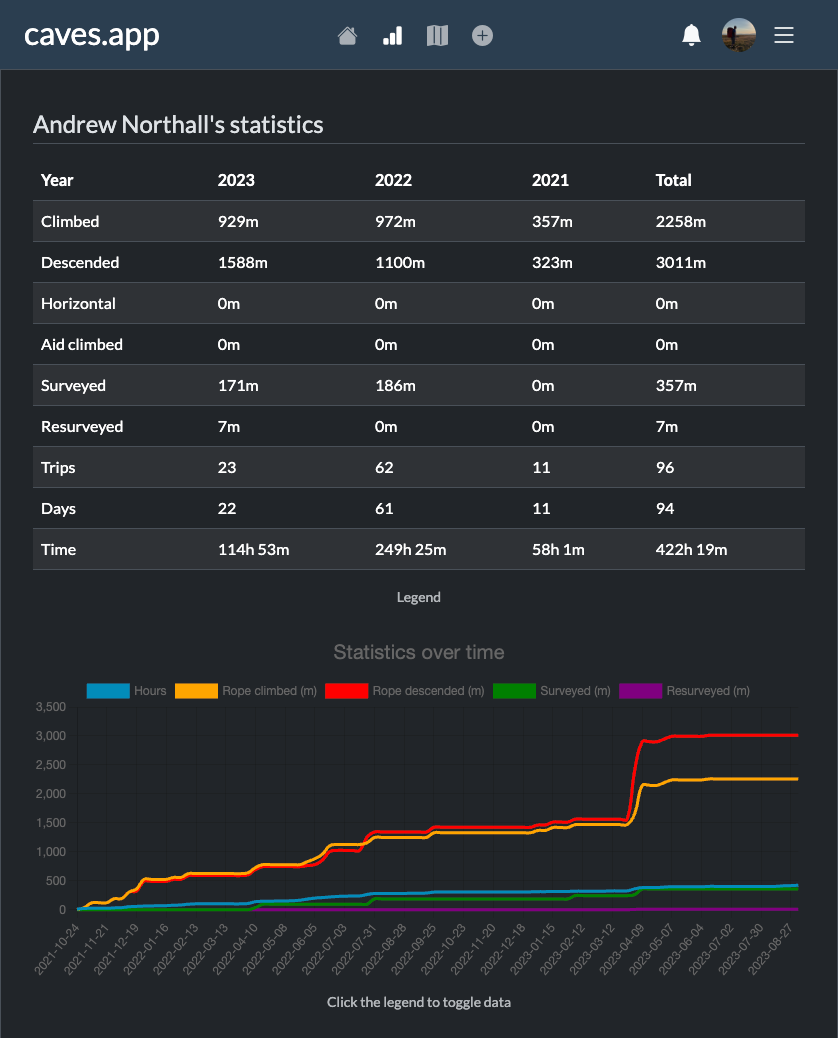 caves.app
Andrew Northall's statistics
Year 2023 2022 2021 Total
Climbed 929m 972m 357m 2258m
Descended 1588m 1100m 323m 3011m
Horizontal 0m 0m 0m 0m
Aid climbed 0m 0m 0m 0m
Surveyed 171m 186m 0m 357m
Resurveyed 7m 0m 0m 7m
Trips 23 62 11 96
Days 22 61 11 94
Time 114h 53m 249h 25m 58h 1m 422h 19m
Legend
Statistics over time
Hours Rope climbed (m) Rope descended (m) Surveyed (m) Resurveyed (m)
3,500
3,000
2,500
2,000
1,500
1,000
500
0
2021-10-24 2021-11-21 2021-12-19 2022-01-16 2022-02-13 2022-03-13 2022-04-10 2022-05-08 2022-06-05 2022-07-03 2022-07-31 2022-08-28 2022-09-25 2022-10-23 2022-11-20 2022-12-18 2023-01-15 2023-02-12 2023-03-12 2023-04-09 2023-05-07 2023-06-04 2023-07-02 2023-07-30 2023-08-27
Click the legend to toggle data